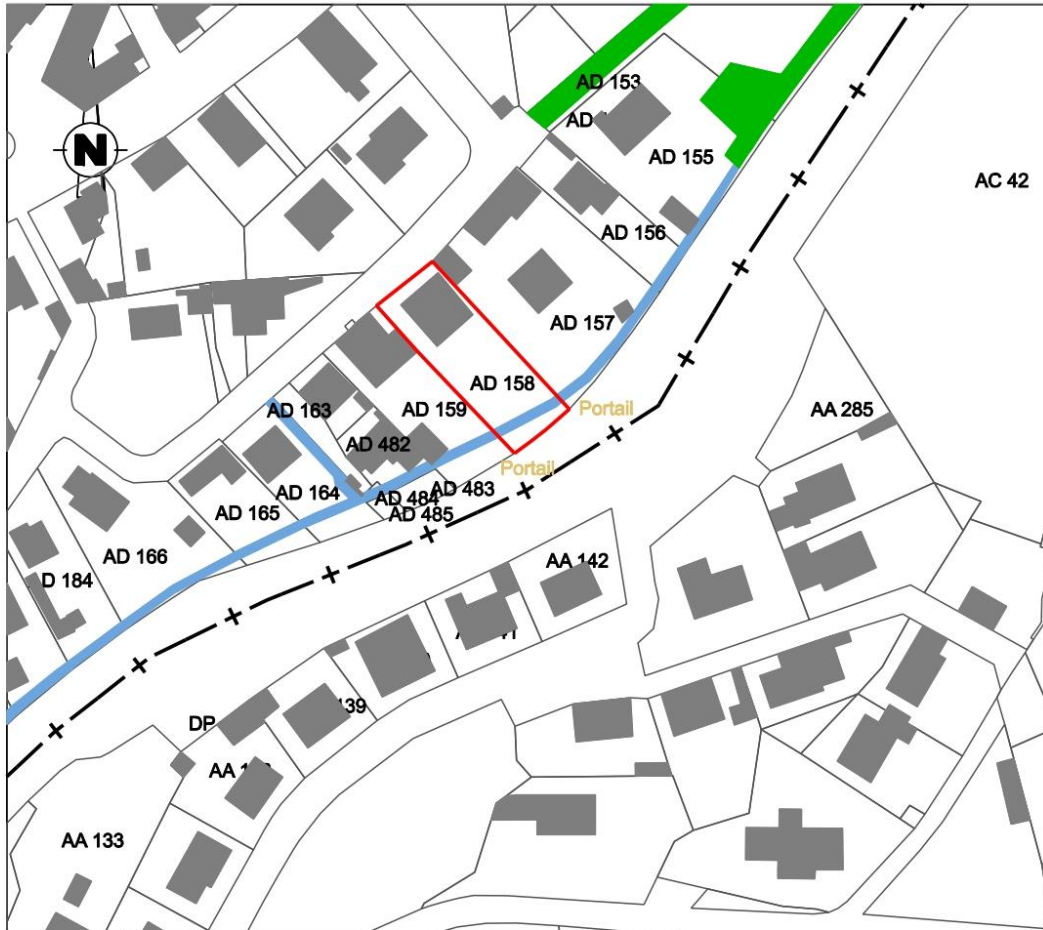 AD 153
AD
AD 155
AC 42
N
AD 156
AD 157
AD 158
Portail
AD 159
AD 163
AA 285
AD 482
Portail
AD 164
AD 484
AD 483
AD 165
AD 485
AD 166
AA 142
D 184
DP
139
AA
AA 133